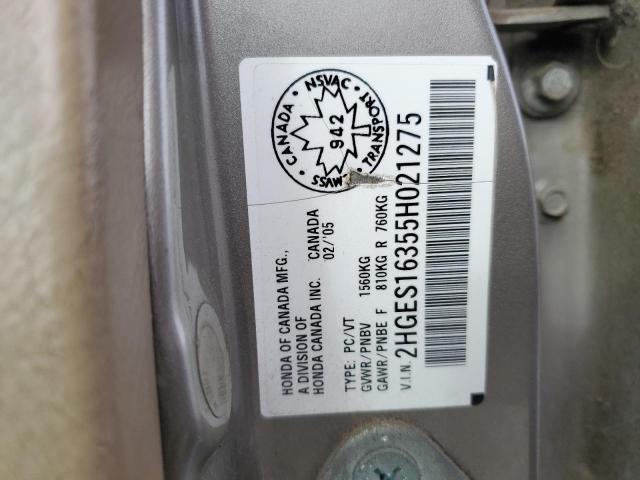 HONDA OF CANADA MFG.,
A DIVISION OF
HONDA CANADA INC. CANADA
02/'05
TYPE: PC/VT
GVWR/PNBV 1560KG
GAWR/PNBE F 810KG R 760KG
V.I.N. 2HGES16355H021275
CANADA • NSVAC • TRANSPORT • MVSS •
942